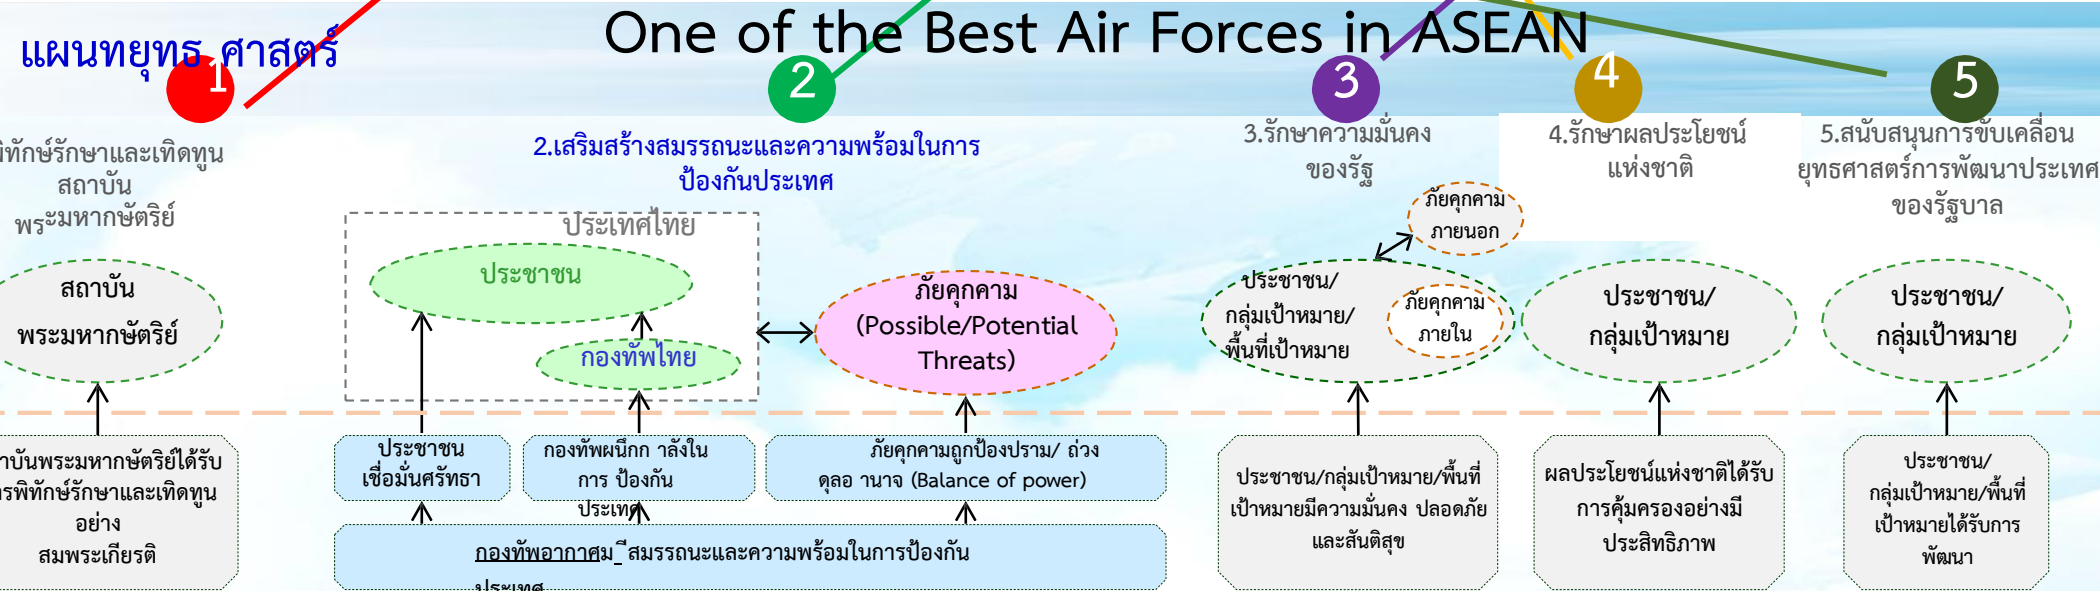 One of the Best Air Forces in ASEAN
แผนทยุทธ ศาสตร์
1
2
3
4
5
พิทักษ์รักษาและเทิดทูน
สถาบัน
พระมหากษัตริย์
2.เสริมสร้างสมรรถนะและความพร้อมในการ
ป้องกันประเทศ
3.รักษาความมั่นคง
ของรัฐ
4.รักษาผลประโยชน์
แห่งชาติ
5.สนับสนุนการขับเคลื่อน
ยุทธศาสตร์การพัฒนาประเทศ
ของรัฐบาล
สถาบัน
พระมหากษัตริย์
ประเทศไทย
ประชาชน
กองทัพไทย
ภัยคุกคาม
(Possible/Potential
Threats)
ภัยคุกคาม
ภายนอก
ประชาชน/
กลุ่มเป้าหมาย/
พื้นที่เป้าหมาย
ภัยคุกคาม
ภายใน
ประชาชน/
กลุ่มเป้าหมาย
ประชาชน/
กลุ่มเป้าหมาย
าบันพระมหากษัตริย์ได้รับ
ารพิทักษ์รักษาและเทิดทูน
อย่าง
สมพระเกียรติ
ประชาชน
เชื่อมั่นศรัทธา
กองทัพผนึกก าลังใน
การ ป้องกัน
ประเทศ
ภัยคุกคามถูกป้องปราม/ ถ่วง
ดุลอ านาจ (Balance of power)
กองทัพอากาศม ีสมรรถนะและความพร้อมในการป้องกัน
ประเทศ
ประชาชน/กลุ่มเป้าหมาย/พื้นที่
เป้าหมายมีความมั่นคง ปลอดภัย
และสันติสุข
ผลประโยชน์แห่งชาติได้รับ
การคุ้มครองอย่างมี
ประสิทธิภาพ
ประชาชน/
กลุ่มเป้าหมาย/พื้นที่
เป้าหมายได้รับการ
พัฒนา